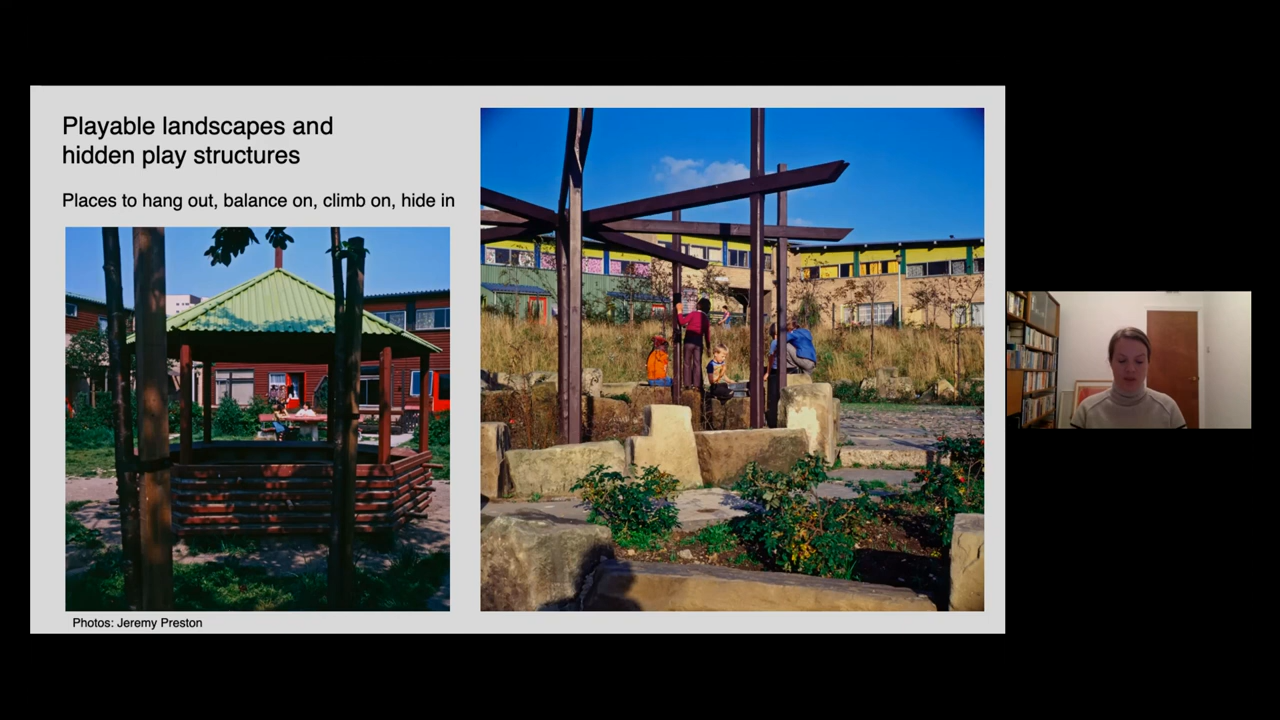 Playable landscapes and
hidden play structures
Places to hang out, balance on, climb on, hide in
Photos: Jeremy Preston